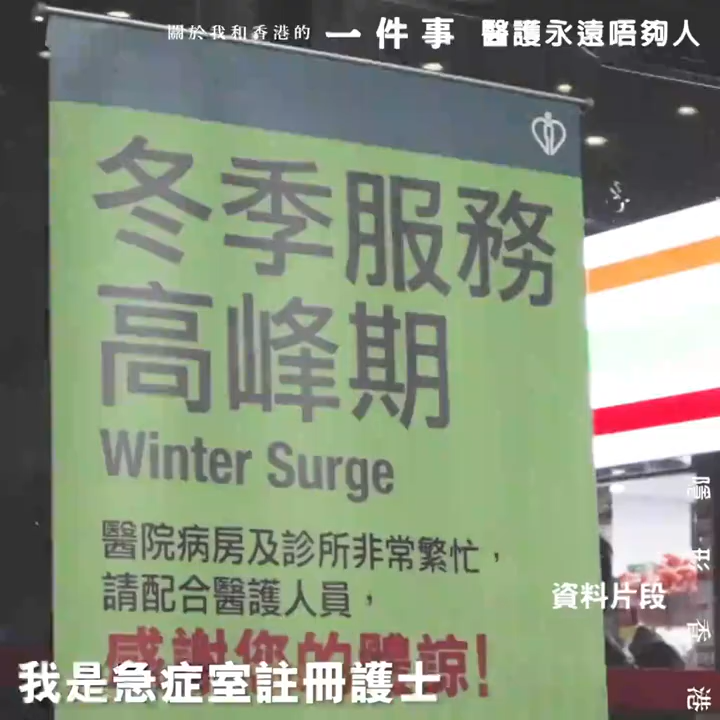 關於我和香港的 一件事 醫護永遠唔夠人
冬季服務
高峰期
Winter Surge
醫院病房及診所非常繁忙，
請配合醫護人員，
感謝您的體諒!
資料片段
我是急症室註冊護士
隱形香港